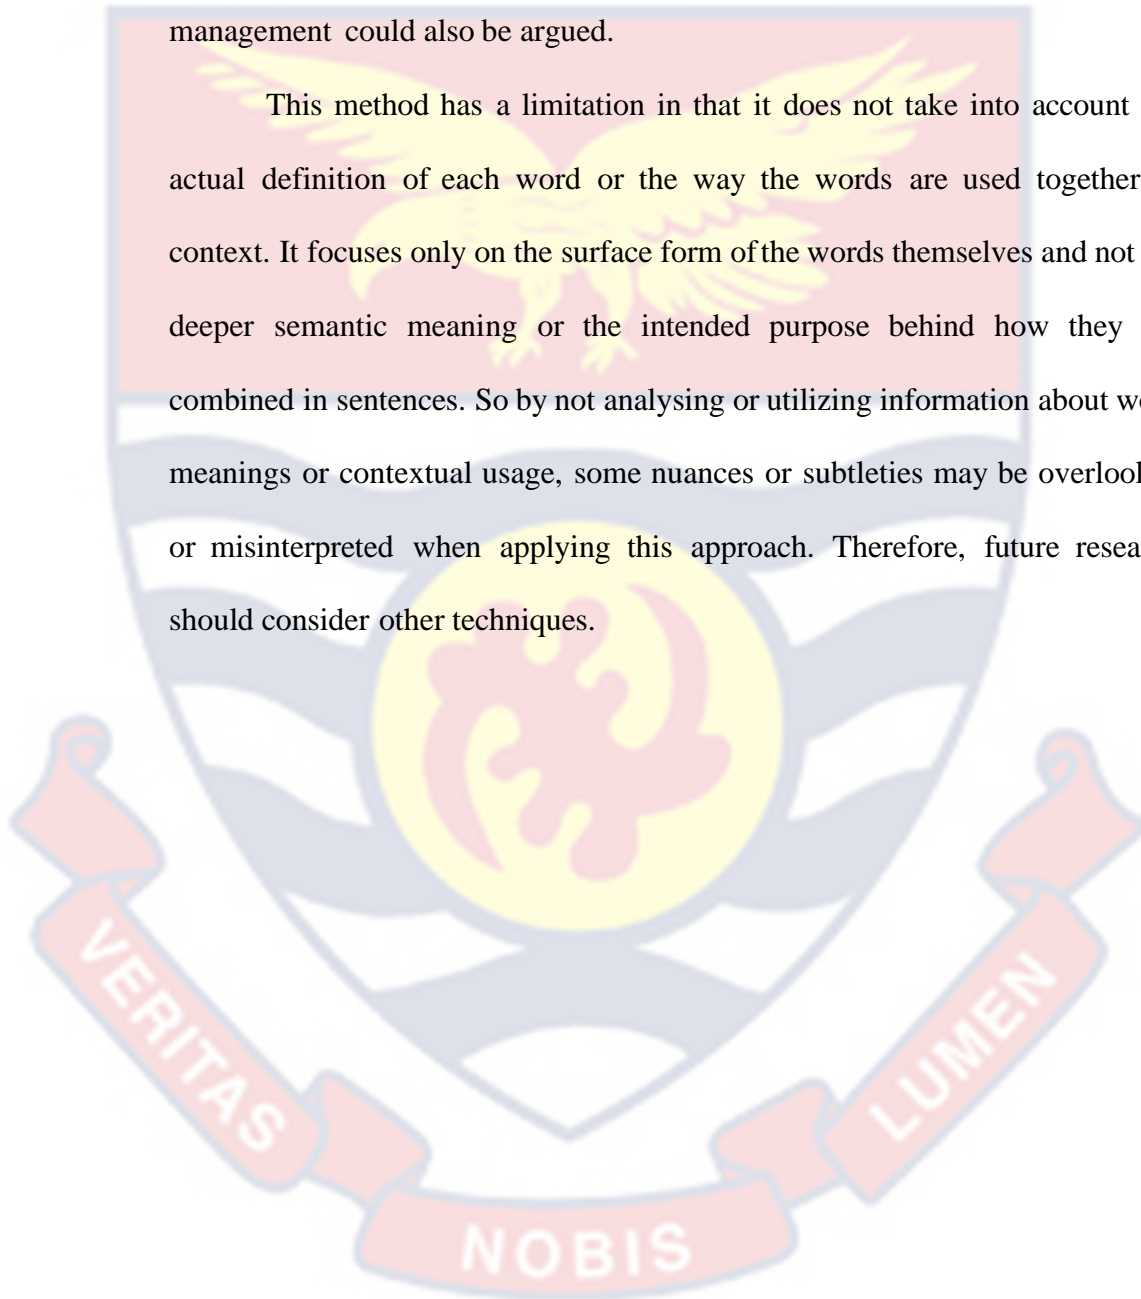 management could also be argued.
This method has a limitation in that it does not take into account
actual definition of each word or the way the words are used together
context. It focuses only on the surface form of the words themselves and not
deeper semantic meaning or the intended purpose behind how they
combined in sentences. So by not analysing or utilizing information about
meanings or contextual usage, some nuances or subtleties may be
or misinterpreted when applying this approach. Therefore, future
should consider other techniques.
VERITAS
NOBIS
LUMEN